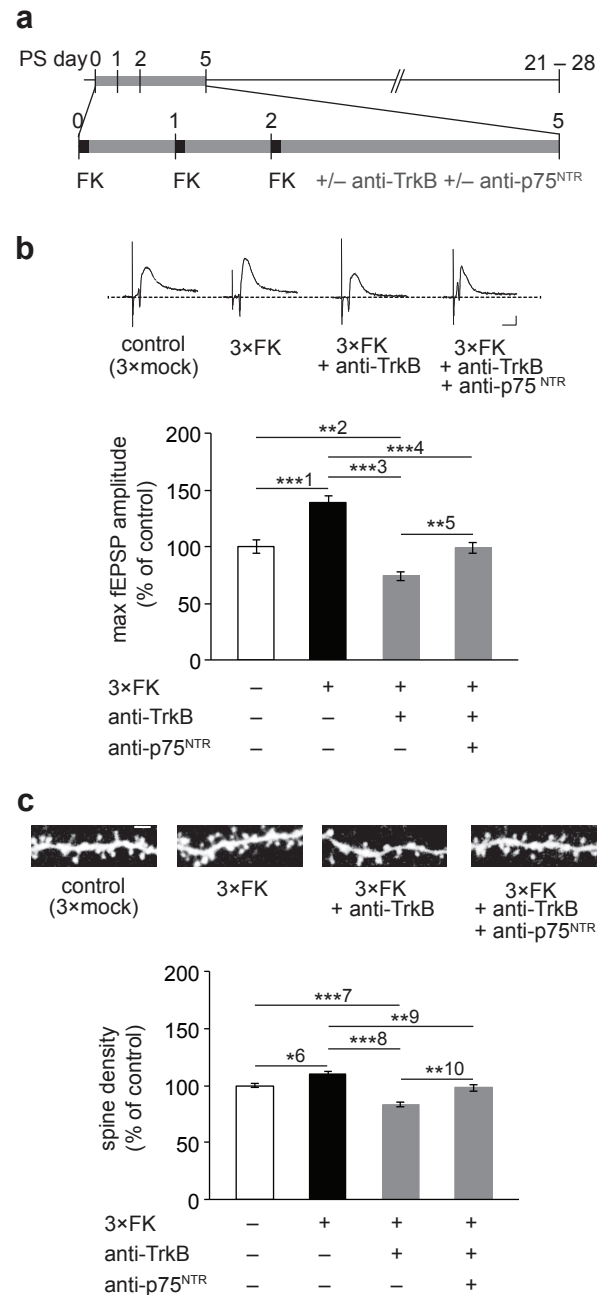 a
PS day 0 1 2 5 21 – 28
0 1 2 5
FK FK FK +/– anti-TrkB +/– anti-p75NTR
b
control
(3×mock)
3×FK
3×FK
+ anti-TrkB
3×FK
+ anti-TrkB
+ anti-p75 NTR
max fEPSP amplitude
(% of control)
200
150
100
50
0
**2
***4
***3
***1
**5
3×FK – + + +
anti-TrkB – – + +
anti-p75NTR – – – +
c
control
(3×mock)
3×FK
3×FK
+ anti-TrkB
3×FK
+ anti-TrkB
+ anti-p75NTR
spine density
(% of control)
200
150
100
50
0
***7
**9
***8
*6
**10
3×FK – + + +
anti-TrkB – – + +
anti-p75NTR – – – +